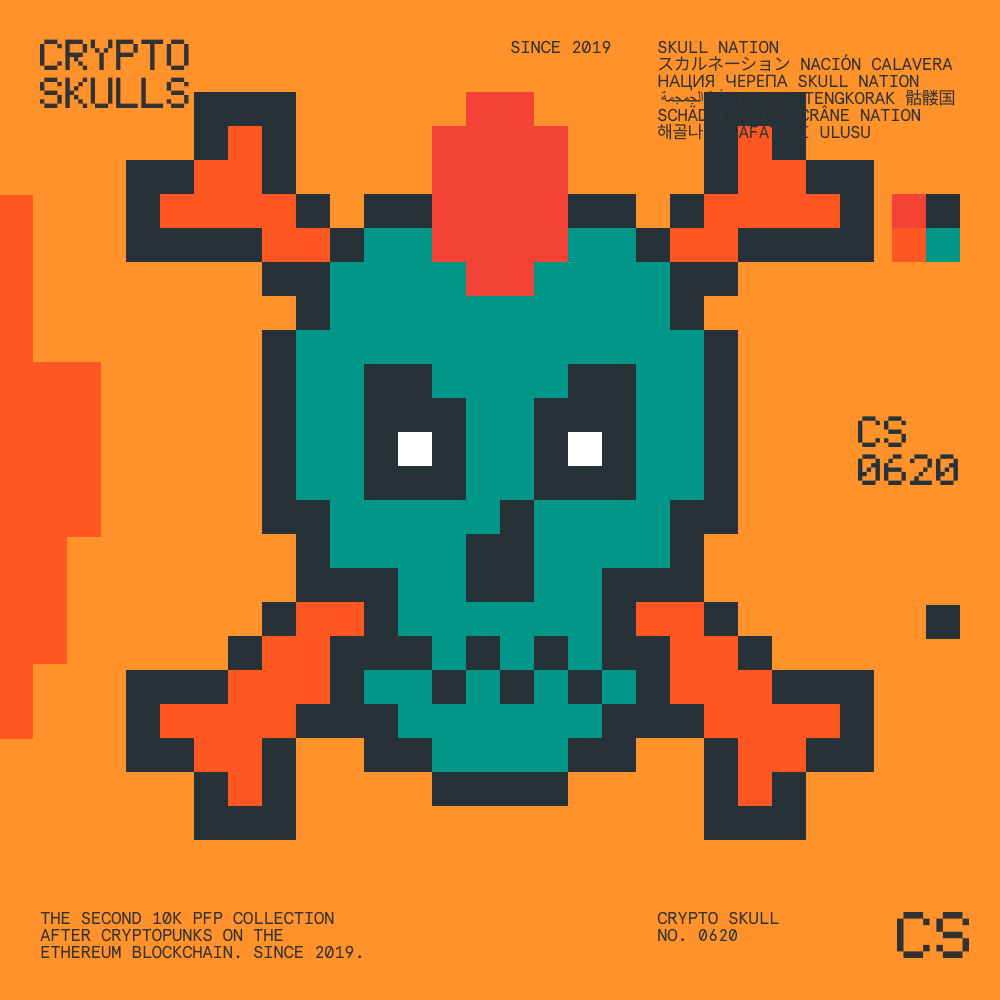 CRYPTO
SKULLS
SINCE 2019
SKULL NATION
スカルネーション NACIÓN CALAVERA
НАЦИЯ ЧЕРЕПА SKULL NATION
الجمجمة TENGKORAK 骷髅国
CRÂNE NATION
ULUSU
CS
0620
THE SECOND 10K PFP COLLECTION
AFTER CRYPTOPUNKS ON THE
ETHEREUM BLOCKCHAIN. SINCE 2019.
CRYPTO SKULL
NO. 0620
CS